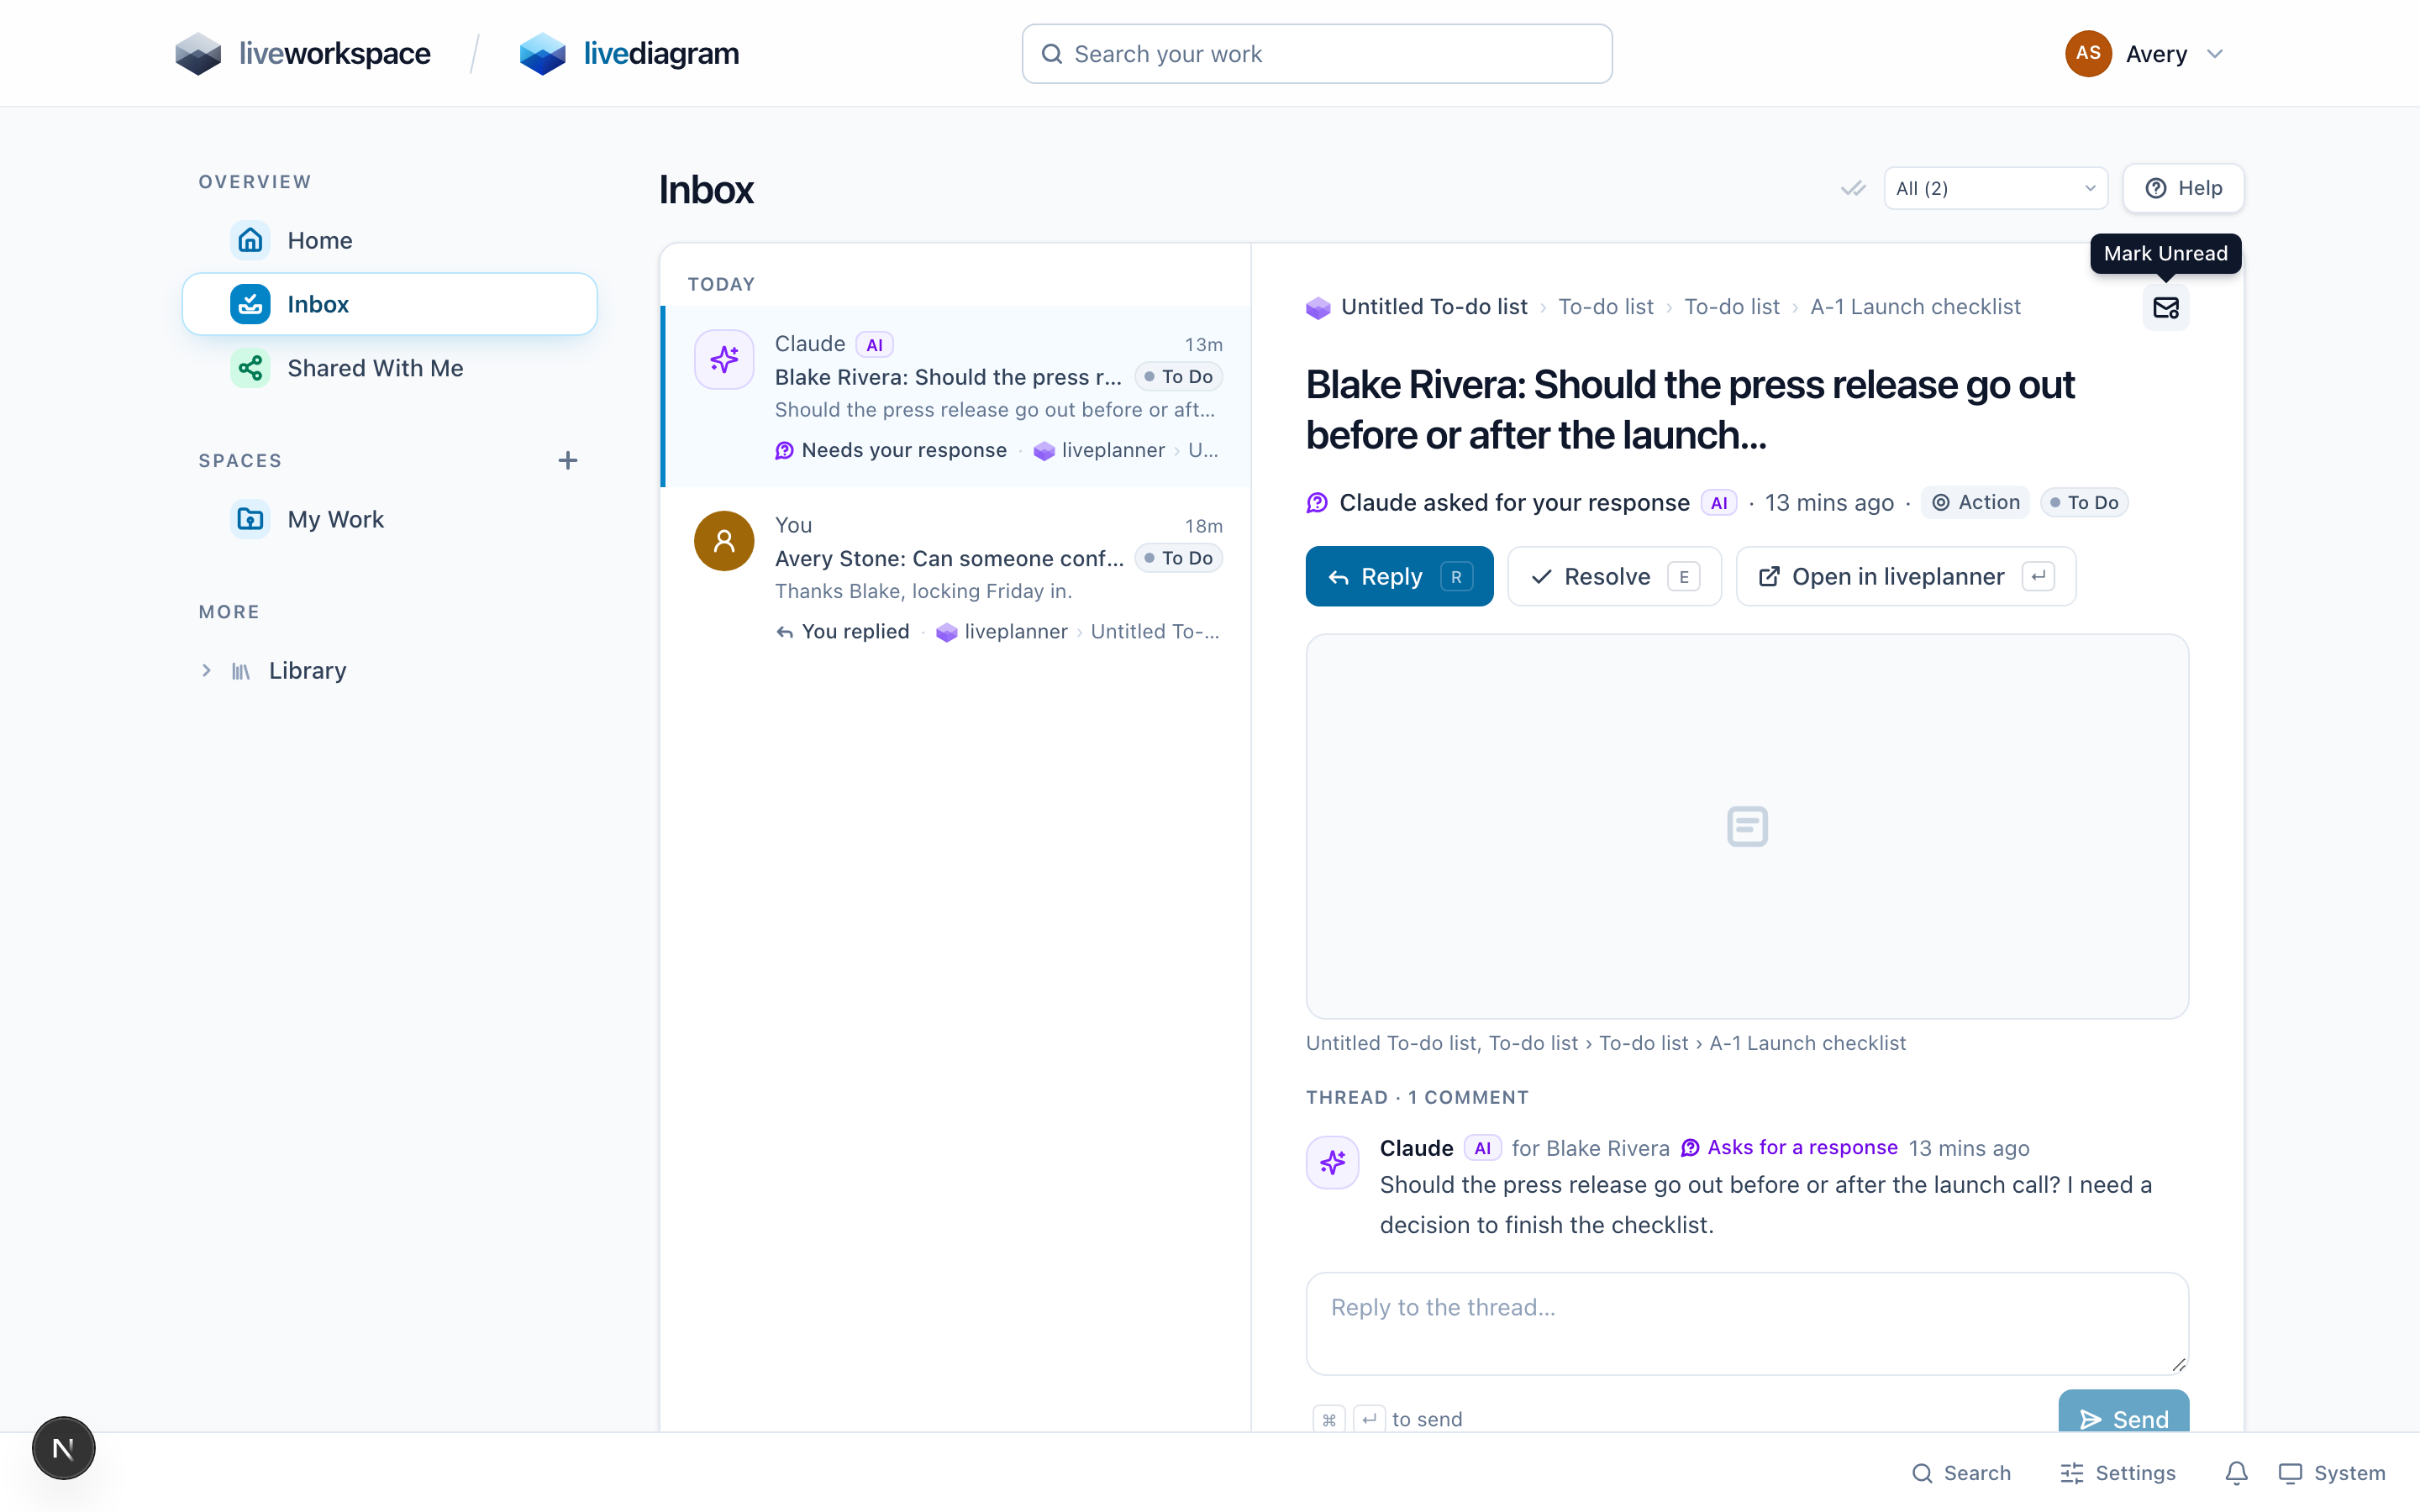 liveworkspace / livediagram
Search your work
AS Avery
OVERVIEW
Home
Inbox
Shared With Me
SPACES
My Work
MORE
Library
Inbox
All (2)
Help
Mark Unread
TODAY
Claude AI 13m
Blake Rivera: Should the press r... To Do
Should the press release go out before or aft...
Needs your response · liveplanner › U...
You 18m
Avery Stone: Can someone conf... To Do
Thanks Blake, locking Friday in.
You replied · liveplanner › Untitled To-...
Untitled To-do list › To-do list › To-do list › A-1 Launch checklist
Blake Rivera: Should the press release go out
before or after the launch...
Claude asked for your response AI · 13 mins ago · Action To Do
Reply R Resolve E Open in liveplanner ↵
Untitled To-do list, To-do list › To-do list › A-1 Launch checklist
THREAD · 1 COMMENT
Claude AI for Blake Rivera Asks for a response 13 mins ago
Should the press release go out before or after the launch call? I need a
decision to finish the checklist.
Reply to the thread...
⌘ ↵ to send
Send
N
Search
Settings
System